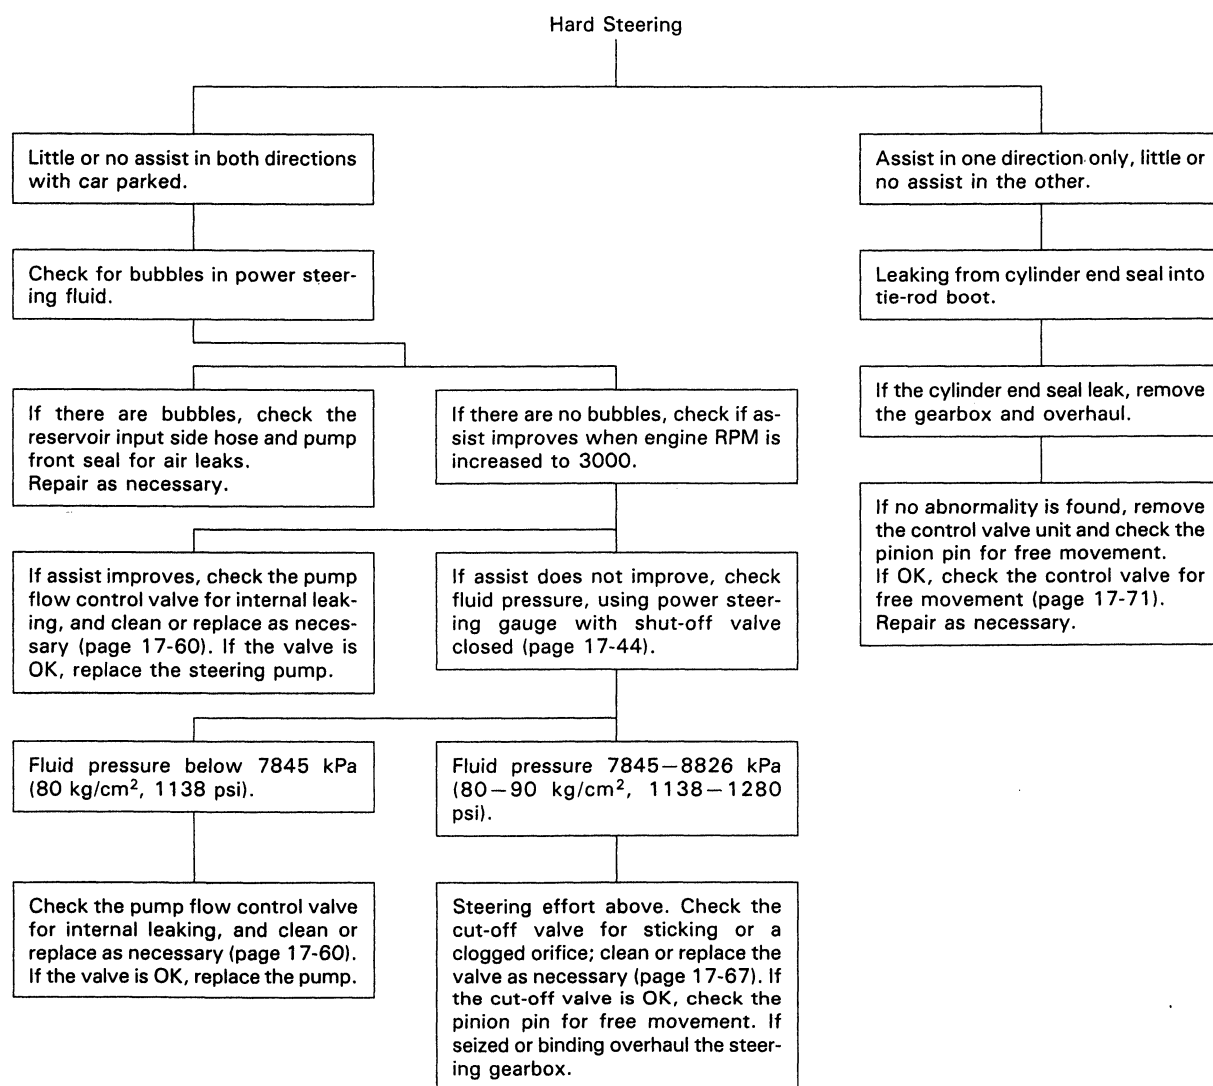 Hard Steering
Little or no assist in both directions
with car parked.
Assist in one direction only, little or
no assist in the other.
Check for bubbles in power steer-
ing fluid.
Leaking from cylinder end seal into
tie-rod boot.
If there are bubbles, check the
reservoir input side hose and pump
front seal for air leaks.
Repair as necessary.
If there are no bubbles, check if as-
sist improves when engine RPM is
increased to 3000.
If the cylinder end seal leak, remove
the gearbox and overhaul.
If no abnormality is found, remove
the control valve unit and check the
pinion pin for free movement.
If OK, check the control valve for
free movement (page 17-71).
Repair as necessary.
If assist improves, check the pump
flow control valve for internal leak-
ing, and clean or replace as neces-
sary (page 17-60). If the valve is
OK, replace the steering pump.
If assist does not improve, check
fluid pressure, using power steer-
ing gauge with shut-off valve
closed (page 17-44).
Fluid pressure below 7845 kPa
(80 kg/cm², 1138 psi).
Fluid pressure 7845—8826 kPa
(80—90 kg/cm², 1138—1280
psi).
Check the pump flow control valve
for internal leaking, and clean or
replace as necessary (page 17-60).
If the valve is OK, replace the pump.
Steering effort above. Check the
cut-off valve for sticking or a
clogged orifice; clean or replace the
valve as necessary (page 17-67). If
the cut-off valve is OK, check the
pinion pin for free movement. If
seized or binding overhaul the steer-
ing gearbox.